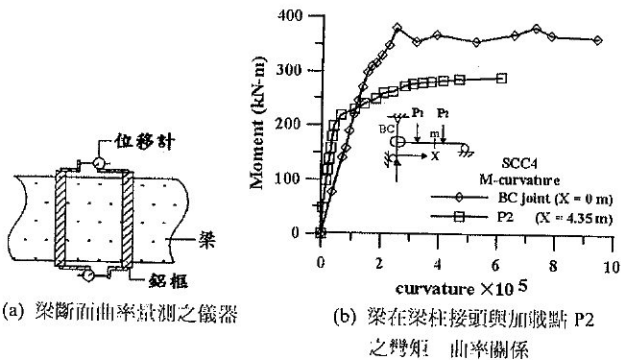 位移計
梁
鋁框
(a) 梁斷面曲率量測之儀器
Moment (kN-m)
400
300
200
100
0
BC
P₁
P₂
m
X
SCC4
M-curvature
BC joint (X = 0 m)
P2 (X = 4.35 m)
0 2 4 6 8 10
curvature ×10 5
(b) 梁在梁柱接頭與加載點 P2
之彎矩 曲率關係